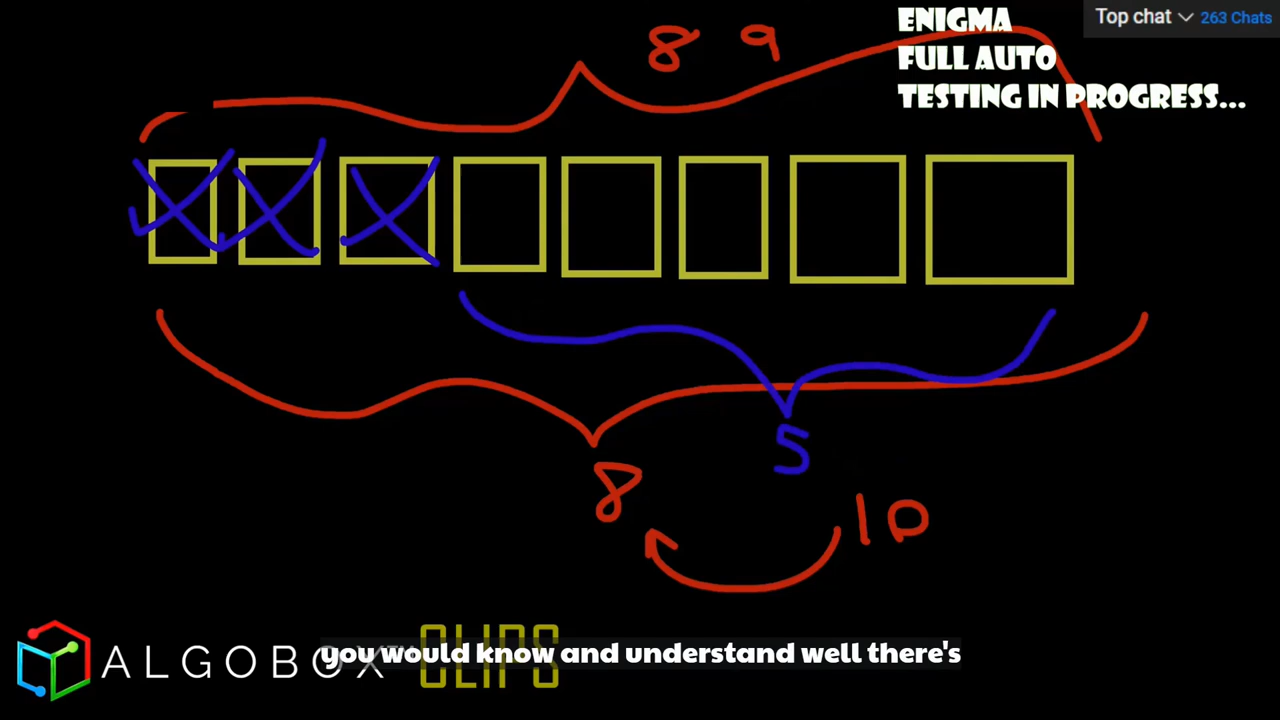 ENIGMA
FULL AUTO
TESTING IN PROGRESS...
Top chat 263 Chats
8 9
5
8
10
you would know and understand well there's
ALGOBOX
CLIPS